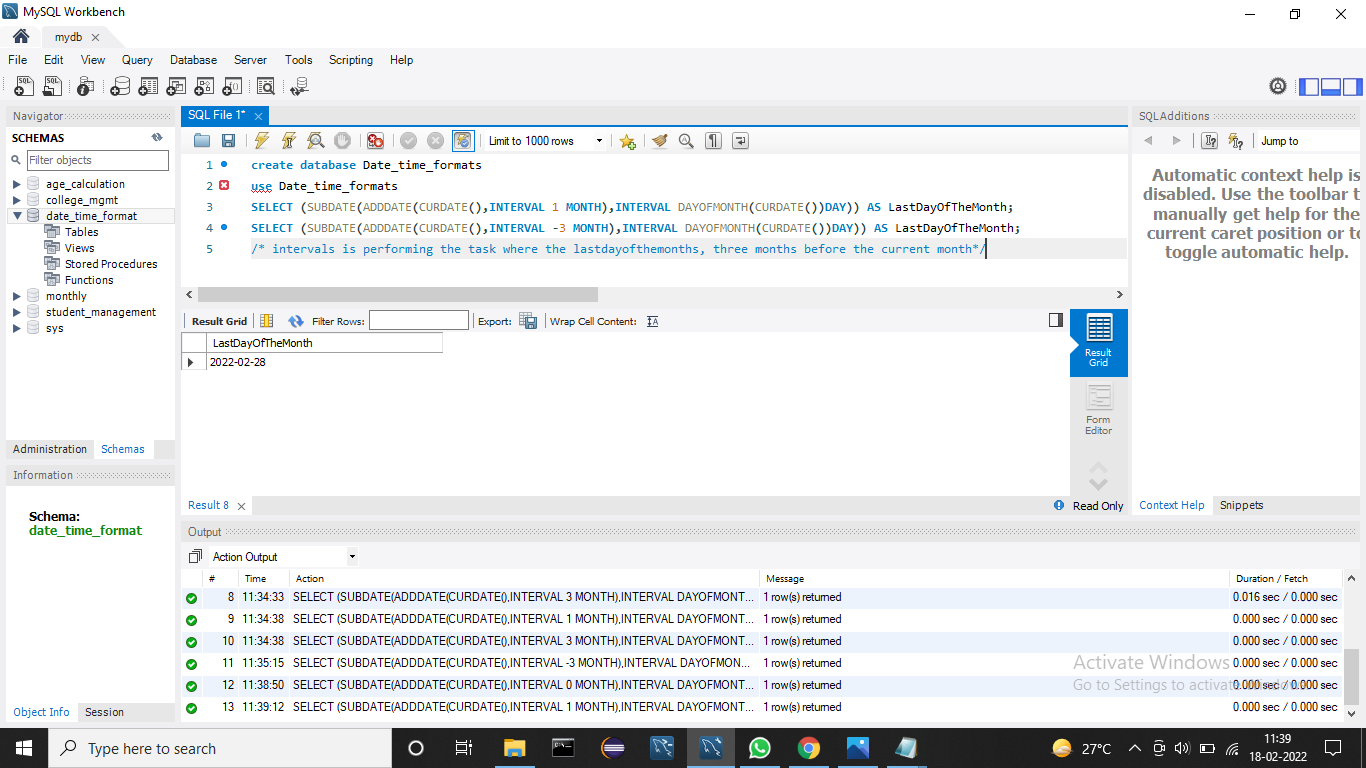 MySQL Workbench
mydb
File Edit View Query Database Server Tools Scripting Help
Navigator
SCHEMAS
Filter objects
age_calculation
college_mgmt
date_time_format
Tables
Views
Stored Procedures
Functions
monthly
student_management
sys
Administration Schemas
Information
Schema:
date_time_format
Object Info Session
SQL File 1*
Limit to 1000 rows
1 create database Date_time_formats
2 use Date_time_formats
3 SELECT (SUBDATE(ADDDATE(CURDATE(),INTERVAL 1 MONTH),INTERVAL DAYOFMONTH(CURDATE())DAY)) AS LastDayOfTheMonth;
4 SELECT (SUBDATE(ADDDATE(CURDATE(),INTERVAL -3 MONTH),INTERVAL DAYOFMONTH(CURDATE())DAY)) AS LastDayOfTheMonth;
5 /* intervals is performing the task where the lastdayofthemonths, three months before the current month*/
Result Grid Filter Rows: Export: Wrap Cell Content:
LastDayOfTheMonth
2022-02-28
Result Grid
Form Editor
Result 8
Read Only
SQLAdditions
Jump to
Automatic context help is
disabled. Use the toolbar t
manually get help for the
current caret position or to
toggle automatic help.
Context Help Snippets
Output
Action Output
# Time Action Message Duration / Fetch
8 11:34:33 SELECT (SUBDATE(ADDDATE(CURDATE(),INTERVAL 3 MONTH),INTERVAL DAYOFMONT... 1 row(s) returned 0.016 sec / 0.000 sec
9 11:34:38 SELECT (SUBDATE(ADDDATE(CURDATE(),INTERVAL 1 MONTH),INTERVAL DAYOFMONT... 1 row(s) returned 0.000 sec / 0.000 sec
10 11:34:38 SELECT (SUBDATE(ADDDATE(CURDATE(),INTERVAL 3 MONTH),INTERVAL DAYOFMONT... 1 row(s) returned 0.000 sec / 0.000 sec
11 11:35:15 SELECT (SUBDATE(ADDDATE(CURDATE(),INTERVAL -3 MONTH),INTERVAL DAYOFMON... 1 row(s) returned 0.000 sec / 0.000 sec
12 11:38:50 SELECT (SUBDATE(ADDDATE(CURDATE(),INTERVAL 0 MONTH),INTERVAL DAYOFMONT... 1 row(s) returned 0.000 sec / 0.000 sec
13 11:39:12 SELECT (SUBDATE(ADDDATE(CURDATE(),INTERVAL 1 MONTH),INTERVAL DAYOFMONT... 1 row(s) returned 0.000 sec / 0.000 sec
Activate Windows
Go to Settings to activate Windows.
Type here to search
27°C
11:39
18-02-2022